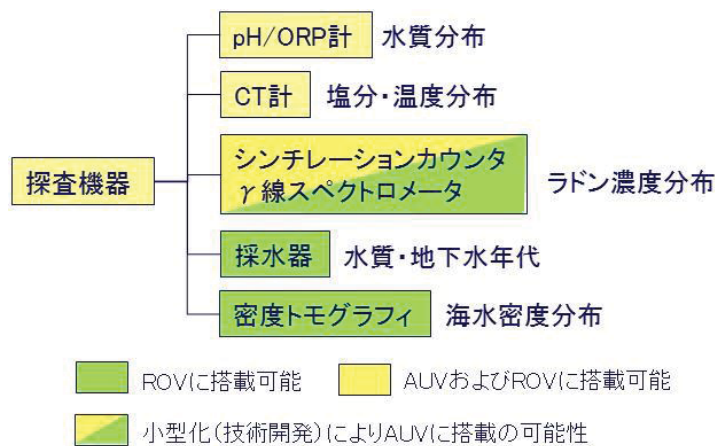 pH/ORP計 水質分布
CT計 塩分・温度分布
探査機器
シンチレーションカウンタ
γ線スペクトロメータ
ラドン濃度分布
採水器 水質・地下水年代
密度トモグラフィ 海水密度分布
ROVに搭載可能 AUVおよびROVに搭載可能
小型化(技術開発)によりAUVに搭載の可能性